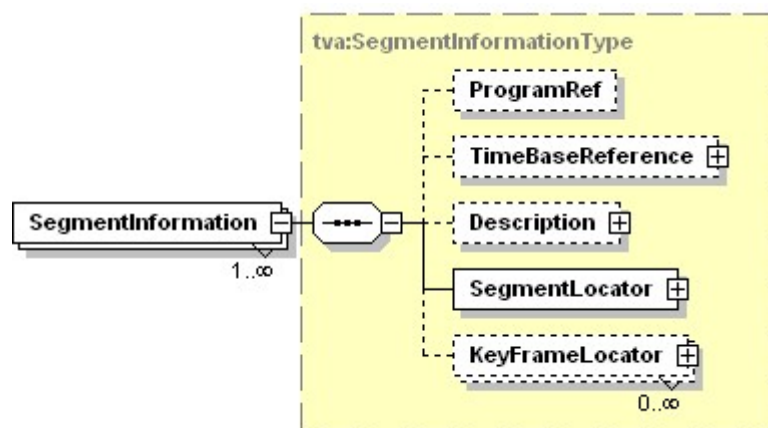 tva:SegmentInformationType
ProgramRef
TimeBaseReference
Description
SegmentInformation
1..∞
SegmentLocator
KeyFrameLocator
0..∞